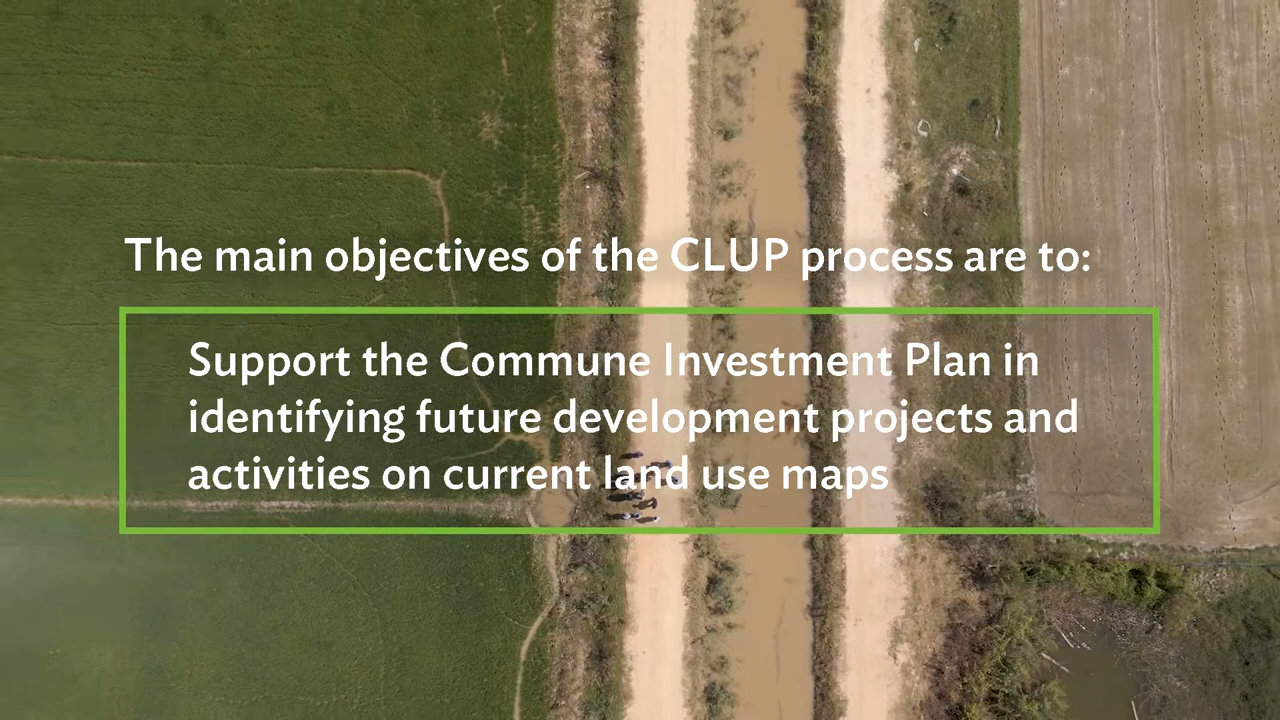 The main objectives of the CLUP process are to:
Support the Commune Investment Plan in
identifying future development projects and
activities on current land use maps